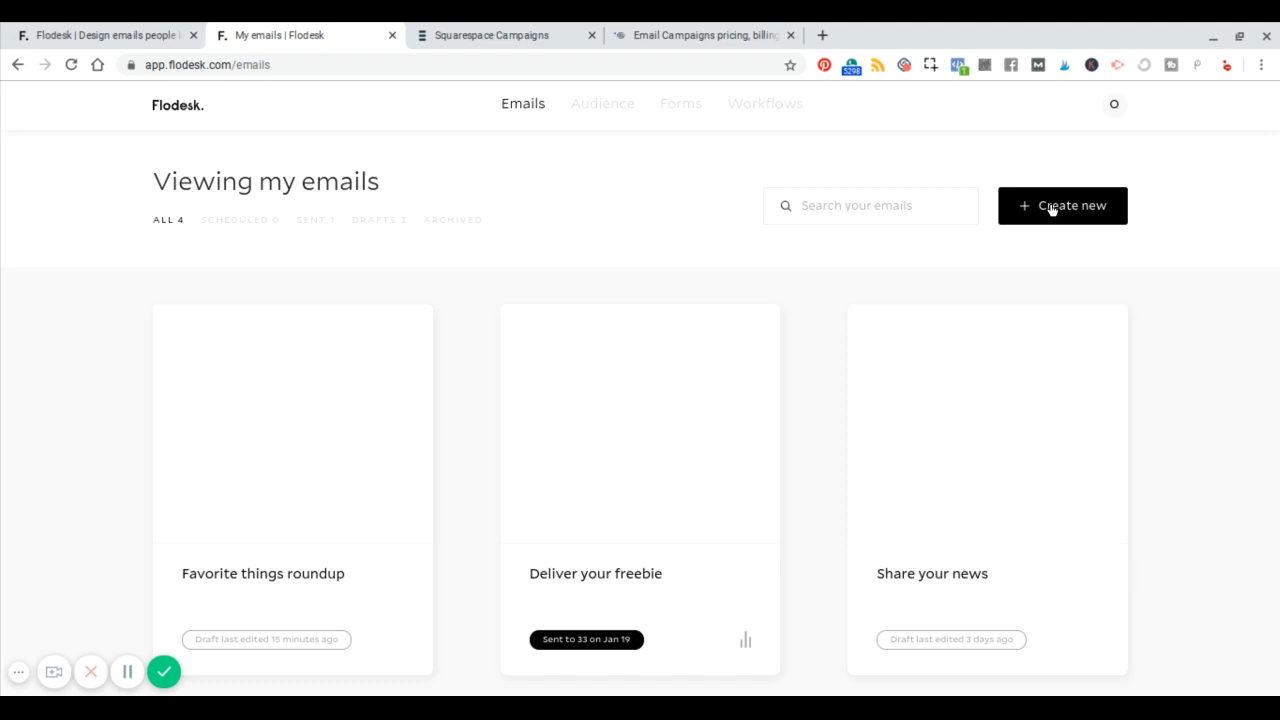 F. Flodesk | Design emails people
F. My emails | Flodesk
Squarespace Campaigns
Email Campaigns pricing, billing
app.flodesk.com/emails
5298
1
Flodesk.
Emails Audience Forms Workflows
O
Viewing my emails
ALL 4 SCHEDULED 0 SENT 1 DRAFTS 3 ARCHIVED
Search your emails
+ Create new
Favorite things roundup
Deliver your freebie
Share your news
Draft last edited 15 minutes ago
Sent to 33 on Jan 19
Draft last edited 3 days ago